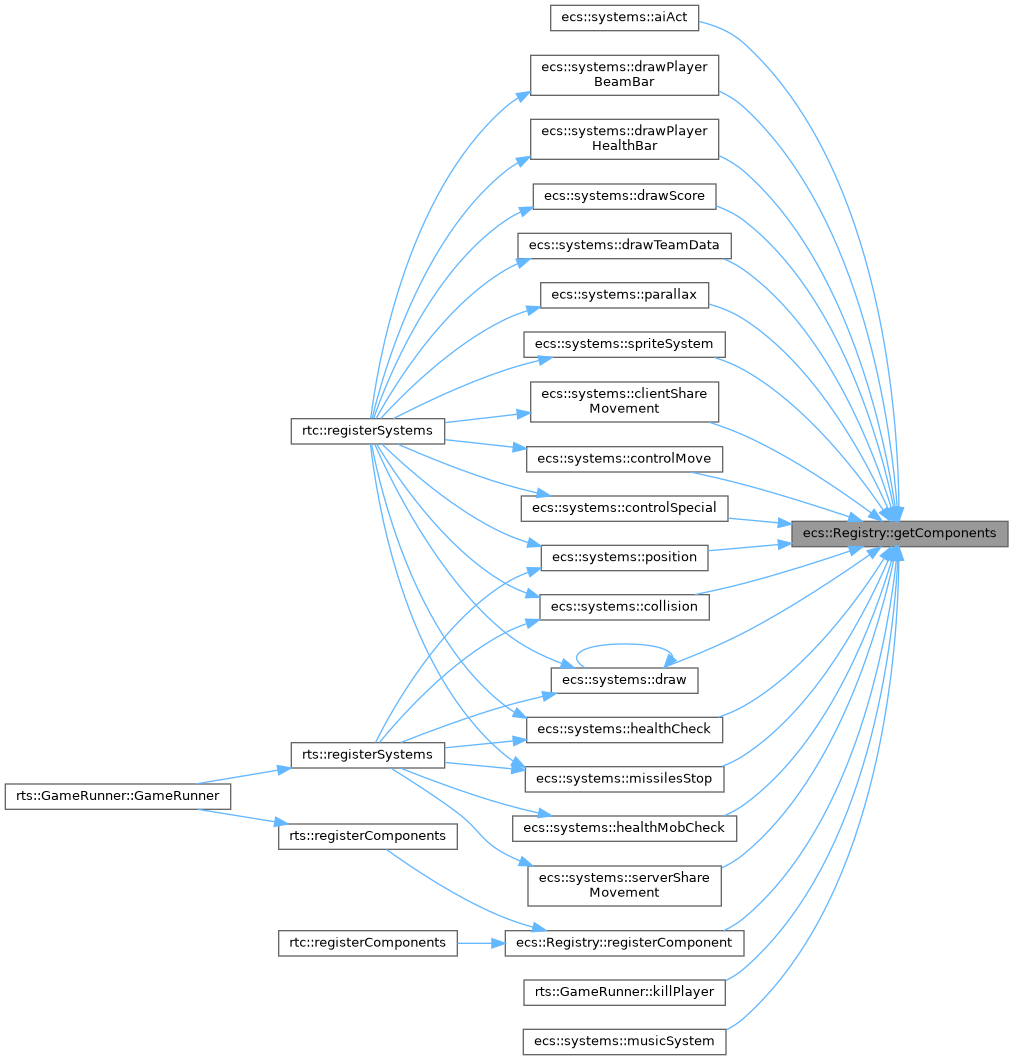 ecs::systems::aiAct
ecs::systems::drawPlayer
BeamBar
ecs::systems::drawPlayer
HealthBar
ecs::systems::drawScore
ecs::systems::drawTeamData
ecs::systems::parallax
ecs::systems::spriteSystem
ecs::systems::clientShare
Movement
rtc::registerSystems
ecs::systems::controlMove
ecs::systems::controlSpecial
ecs::Registry::getComponents
ecs::systems::position
ecs::systems::collision
ecs::systems::draw
ecs::systems::healthCheck
rts::registerSystems
ecs::systems::missilesStop
rts::GameRunner::GameRunner
ecs::systems::healthMobCheck
rts::registerComponents
ecs::systems::serverShare
Movement
rtc::registerComponents
ecs::Registry::registerComponent
rts::GameRunner::killPlayer
ecs::systems::musicSystem